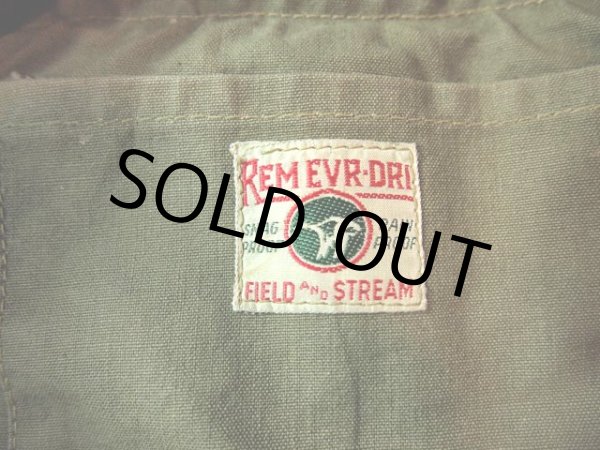 REM EVR-DRI
SNAG PROOF
RAIN PROOF
FIELD AND STREAM
SOLD OUT